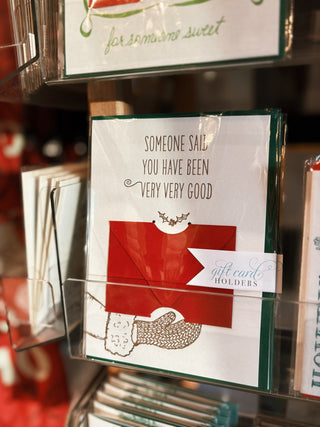 for someone sweet
SOMEONE SAID
YOU HAVE BEEN
VERY VERY GOOD
gift card
HOLDERS